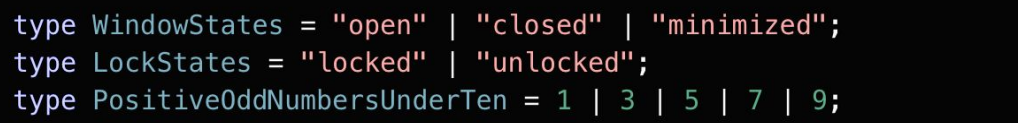 type WindowStates = "open" | "closed" | "minimized";
type LockStates = "locked" | "unlocked";
type PositiveOddNumbersUnderTen = 1 | 3 | 5 | 7 | 9;